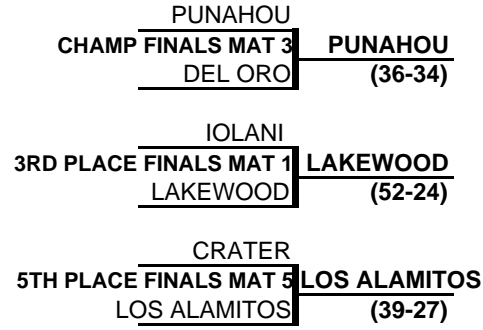 PUNAHOU
CHAMP FINALS MAT 3 PUNAHOU
DEL ORO (36-34)
IOLANI
3RD PLACE FINALS MAT 1 LAKEWOOD
LAKEWOOD (52-24)
CRATER
5TH PLACE FINALS MAT 5 LOS ALAMITOS
LOS ALAMITOS (39-27)